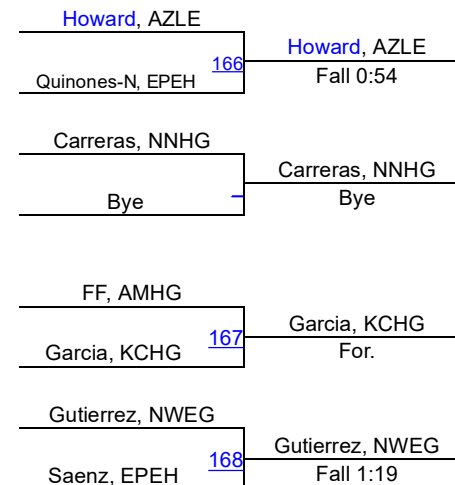 Howard, AZLE
166
Howard, AZLE
Quinones-N, EPEH
Fall 0:54
Carreras, NNHG
Carreras, NNHG
Bye
Bye
FF, AMHG
167
Garcia, KCHG
Garcia, KCHG
For.
Gutierrez, NWEG
168
Gutierrez, NWEG
Saenz, EPEH
Fall 1:19